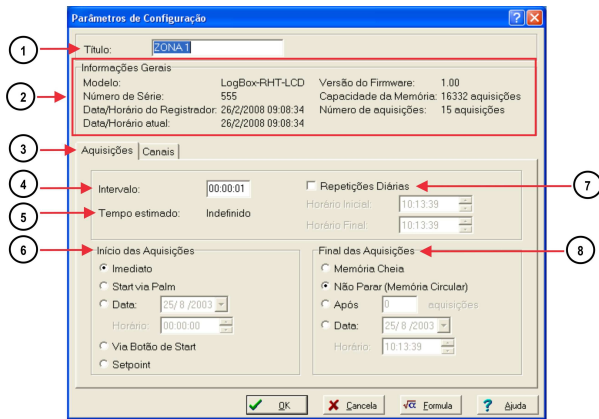 Parâmetros de Configuração
1
Título: ZONA 1
2
Informações Gerais
Modelo: LogBox-RHT-LCD Versão do Firmware: 1.00
Número de Série: 555 Capacidade da Memória: 16332 aquisições
Data/Horário do Registrador: 26/2/2008 09:08:34 Número de aquisições: 15 aquisições
Data/Horário atual: 26/2/2008 09:08:34
3
Aquisições Canais
4
Intervalo: 00:00:01
Repetições Diárias
7
Horário Inicial: 10:13:39
5
Tempo estimado: Indefinido
Horário Final: 10:13:39
6
Início das Aquisições
Final das Aquisições
8
Imediato
Memória Cheia
Start via Palm
Não Parar (Memória Circular)
Data: 25/ 8 /2003
Após 0 aquisições
Horário: 00:00:00
Data: 25/ 8 /2003
Via Botão de Start
Horário: 10:13:39
Setpoint
OK Cancela √α Formula ? Ajuda